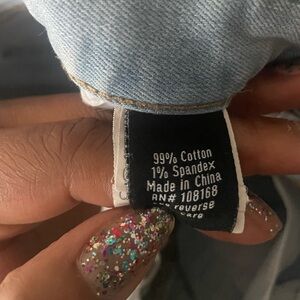 99% Cotton
1% Spandex
Made in China
RN# 108168
reverse